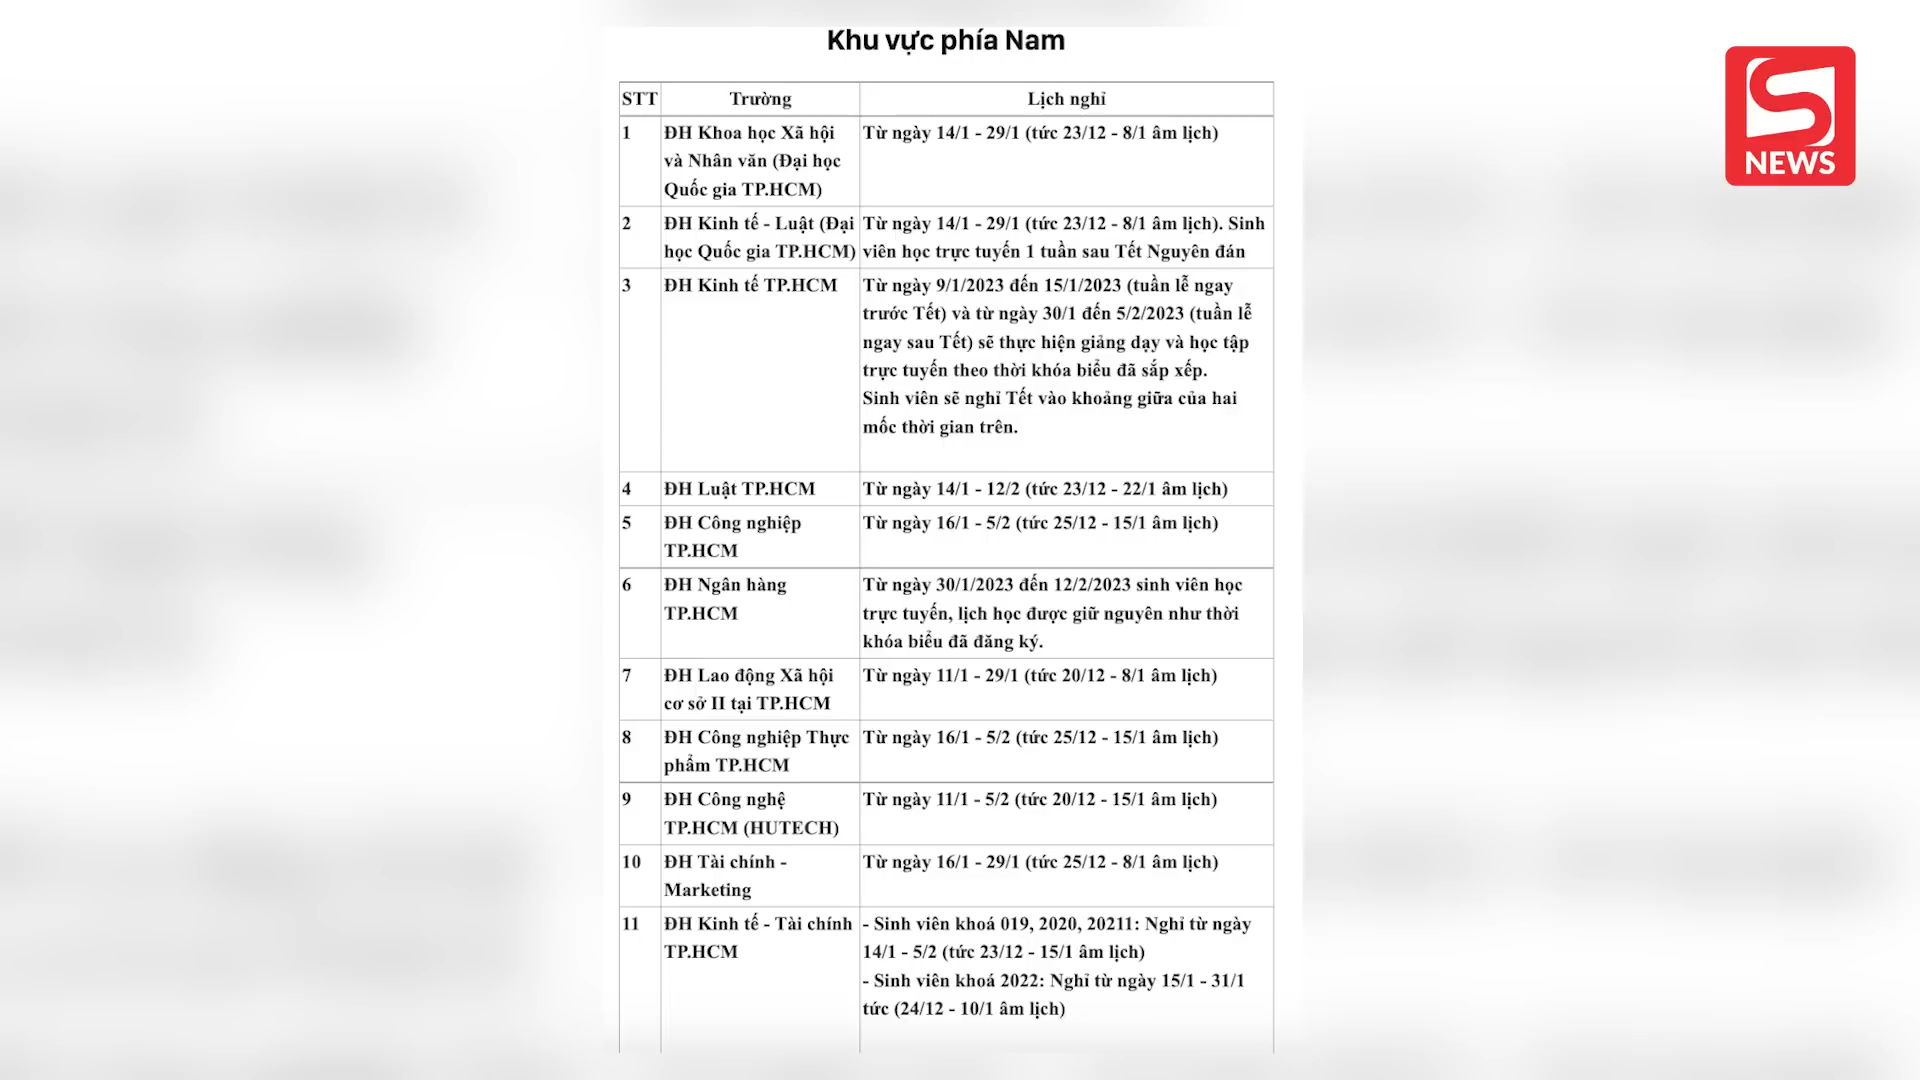 Khu vực phía Nam
STT Trường Lịch nghỉ
1 ĐH Khoa học Xã hội Từ ngày 14/1 - 29/1 (tức 23/12 - 8/1 âm lịch)
và Nhân văn (Đại học
Quốc gia TP.HCM)
2 ĐH Kinh tế - Luật (Đại Từ ngày 14/1 - 29/1 (tức 23/12 - 8/1 âm lịch). Sinh
học Quốc gia TP.HCM) viên học trực tuyến 1 tuần sau Tết Nguyên đán
3 ĐH Kinh tế TP.HCM Từ ngày 9/1/2023 đến 15/1/2023 (tuần lễ ngay
trước Tết) và từ ngày 30/1 đến 5/2/2023 (tuần lễ
ngay sau Tết) sẽ thực hiện giảng dạy và học tập
trực tuyến theo thời khóa biểu đã sắp xếp.
Sinh viên sẽ nghỉ Tết vào khoảng giữa của hai
mốc thời gian trên.
4 ĐH Luật TP.HCM Từ ngày 14/1 - 12/2 (tức 23/12 - 22/1 âm lịch)
5 ĐH Công nghiệp Từ ngày 16/1 - 5/2 (tức 25/12 - 15/1 âm lịch)
TP.HCM
6 ĐH Ngân hàng Từ ngày 30/1/2023 đến 12/2/2023 sinh viên học
TP.HCM trực tuyến, lịch học được giữ nguyên như thời
khóa biểu đã đăng ký.
7 ĐH Lao động Xã hội Từ ngày 11/1 - 29/1 (tức 20/12 - 8/1 âm lịch)
cơ sở II tại TP.HCM
8 ĐH Công nghiệp Thực Từ ngày 16/1 - 5/2 (tức 25/12 - 15/1 âm lịch)
phẩm TP.HCM
9 ĐH Công nghệ Từ ngày 11/1 - 5/2 (tức 20/12 - 15/1 âm lịch)
TP.HCM (HUTECH)
10 ĐH Tài chính - Từ ngày 16/1 - 29/1 (tức 25/12 - 8/1 âm lịch)
Marketing
11 ĐH Kinh tế - Tài chính - Sinh viên khoá 019, 2020, 20211: Nghỉ từ ngày
TP.HCM 14/1 - 5/2 (tức 23/12 - 15/1 âm lịch)
- Sinh viên khoá 2022: Nghỉ từ ngày 15/1 - 31/1
tức (24/12 - 10/1 âm lịch)
S
NEWS